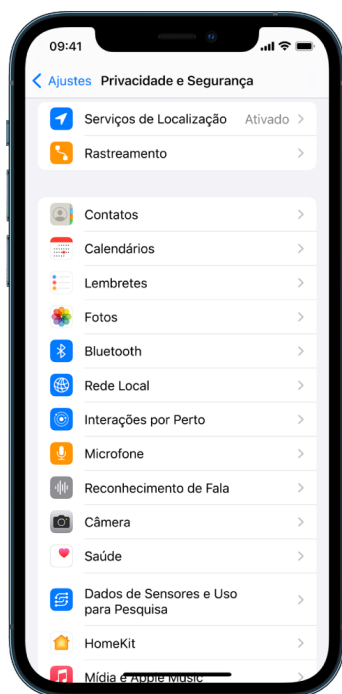 09:41
Ajustes Privacidade e Segurança
Serviços de Localização Ativado
Rastreamento
Contatos
Calendários
Lembretes
Fotos
Bluetooth
Rede Local
Interações por Perto
Microfone
Reconhecimento de Fala
Câmera
Saúde
Dados de Sensores e Uso
para Pesquisa
HomeKit
Mídia e Apple Music